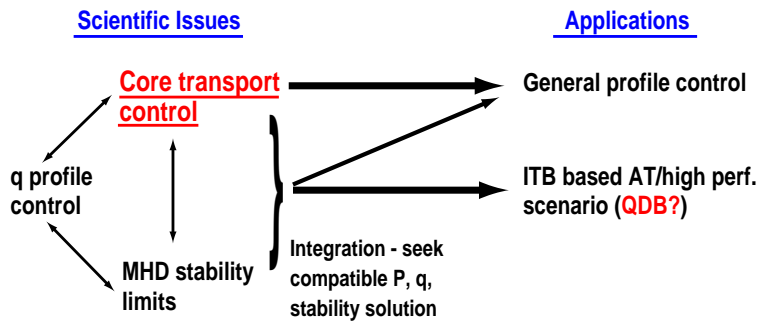 Scientific Issues
Applications
Core transport
control
General profile control
q profile
control
ITB based AT/high perf.
scenario (QDB?)
MHD stability
limits
Integration - seek
compatible P, q,
stability solution